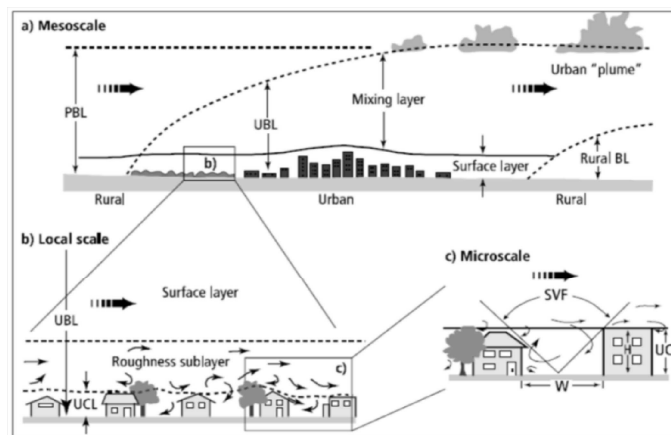 a) Mesoscale
Urban "plume"
PBL
Mixing layer
UBL
b)
Surface layer
Rural BL
Rural
Urban
Rural
b) Local scale
UBL
Surface layer
Roughness sublayer
c)
UCL
c) Microscale
SVF
H
UC
W